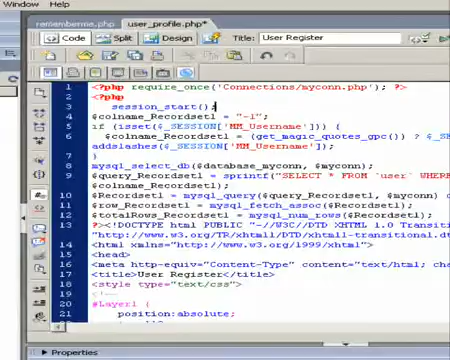 Window Help
rememberme.php user_profile.php*
Code Split Design Title: User Register
1 <?php require_once('Connections/myconn.php'); ?>
2 <?php
3 session_start();
4 $colname_Recordset1 = "-1";
5 if (isset($_SESSION['MM_Username'])) {
6 $colname_Recordset1 = (get_magic_quotes_gpc()) ? $_S
addslashes($_SESSION['MM_Username']);
7 }
8 mysql_select_db($database_myconn, $myconn);
9 $query_Recordset1 = sprintf("SELECT * FROM `user` WHERE
$colname_Recordset1);
10 $Recordset1 = mysql_query($query_Recordset1, $myconn)
11 $row_Recordset1 = mysql_fetch_assoc($Recordset1);
12 $totalRows_Recordset1 = mysql_num_rows($Recordset1);
13 ?><!DOCTYPE html PUBLIC "-//W3C//DTD XHTML 1.0 Transitio
"http://www.w3.org/TR/xhtml1/DTD/xhtml1-transitional.dt
14 <html xmlns="http://www.w3.org/1999/xhtml">
15 <head>
16 <meta http-equiv="Content-Type" content="text/html; cha
17 <title>User Register</title>
18 <style type="text/css">
19 <!--
20 #Layer1 {
21 position:absolute;
Properties